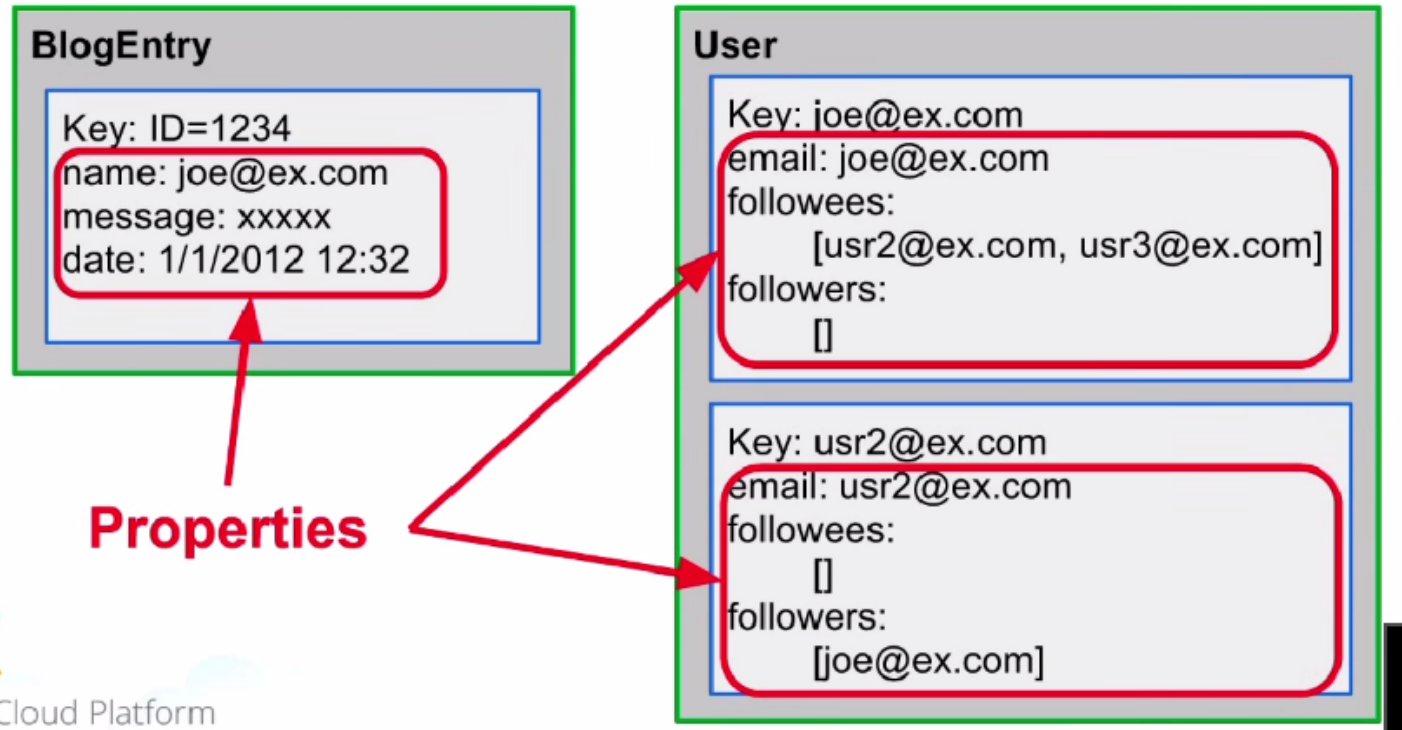 BlogEntry
Key: ID=1234
name: joe@ex.com
message: xxxxx
date: 1/1/2012 12:32
Properties
User
Key: joe@ex.com
email: joe@ex.com
followees:
[usr2@ex.com, usr3@ex.com]
followers:
[]
Key: usr2@ex.com
email: usr2@ex.com
followees:
[]
followers:
[joe@ex.com]
Cloud Platform